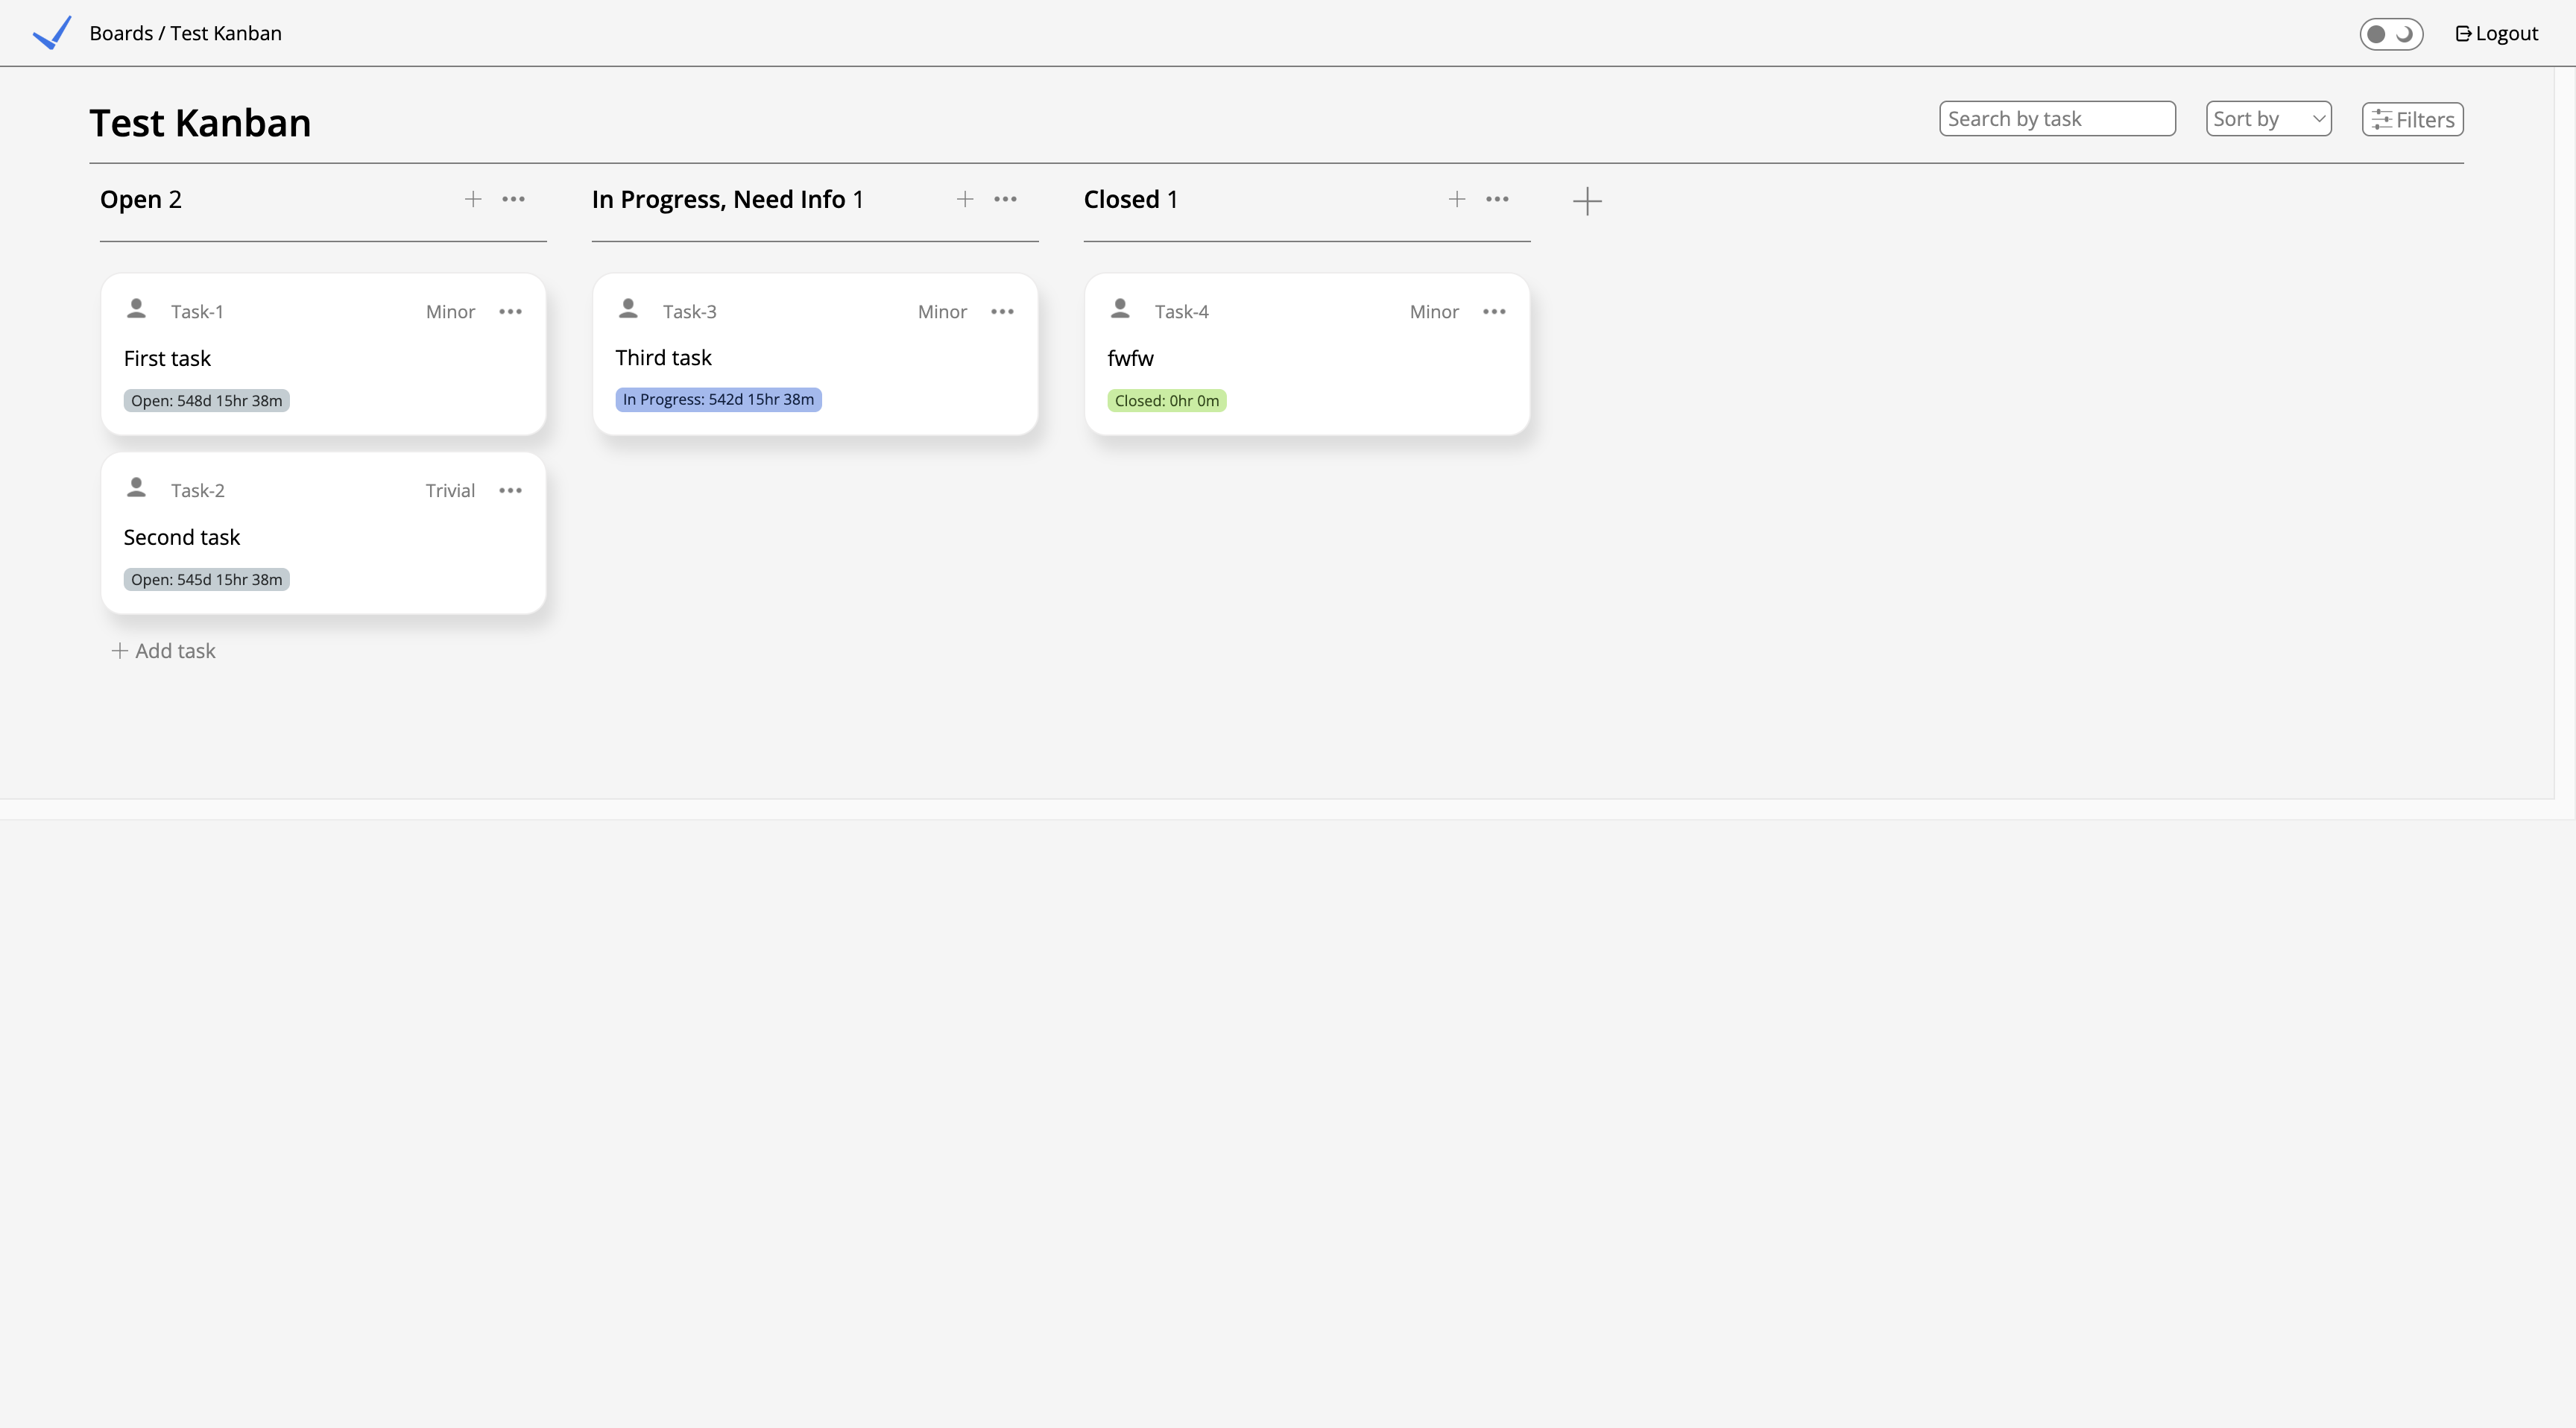 Boards / Test Kanban
Logout
Test Kanban
Search by task
Sort by
Filters
Open 2
In Progress, Need Info 1
Closed 1
Task-1 Minor
First task
Open: 548d 15hr 38m
Task-2 Trivial
Second task
Open: 545d 15hr 38m
Add task
Task-3 Minor
Third task
In Progress: 542d 15hr 38m
Task-4 Minor
fwfw
Closed: 0hr 0m